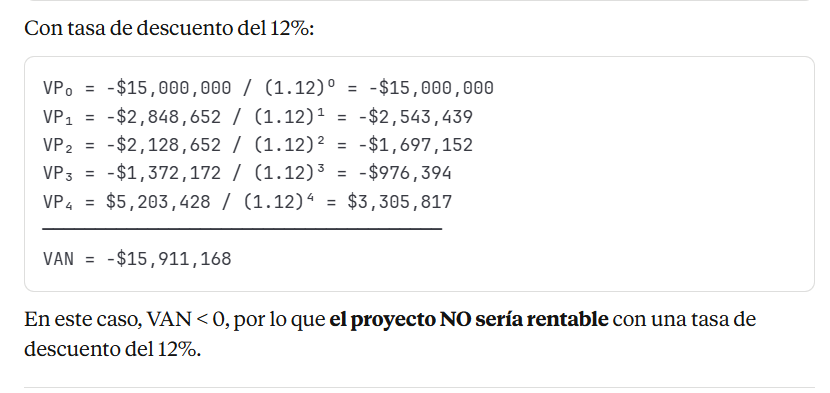 Con tasa de descuento del 12%:
VP₀ = -$15,000,000 / (1.12)⁰ = -$15,000,000
VP₁ = -$2,848,652 / (1.12)¹ = -$2,543,439
VP₂ = -$2,128,652 / (1.12)² = -$1,697,152
VP₃ = -$1,372,172 / (1.12)³ = -$976,394
VP₄ = $5,203,428 / (1.12)⁴ = $3,305,817
VAN = -$15,911,168
En este caso, VAN < 0, por lo que el proyecto NO sería rentable con una tasa de
descuento del 12%.